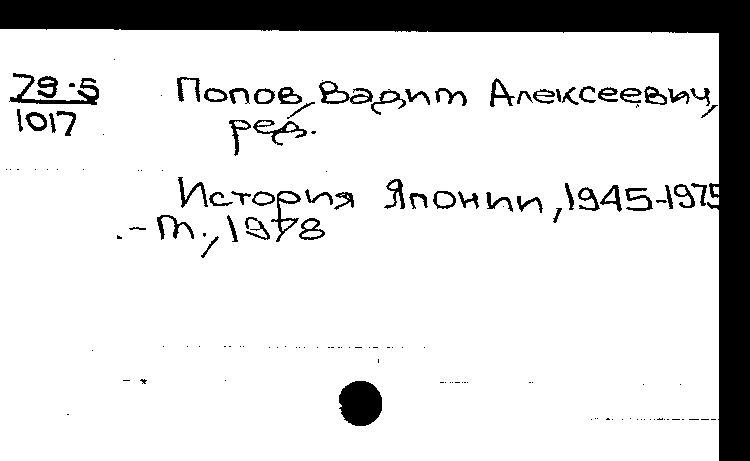 79-5
1017
Попов, Вадим Алексеевич,
ред.
История Японии, 1945-1975
.- М., 1978